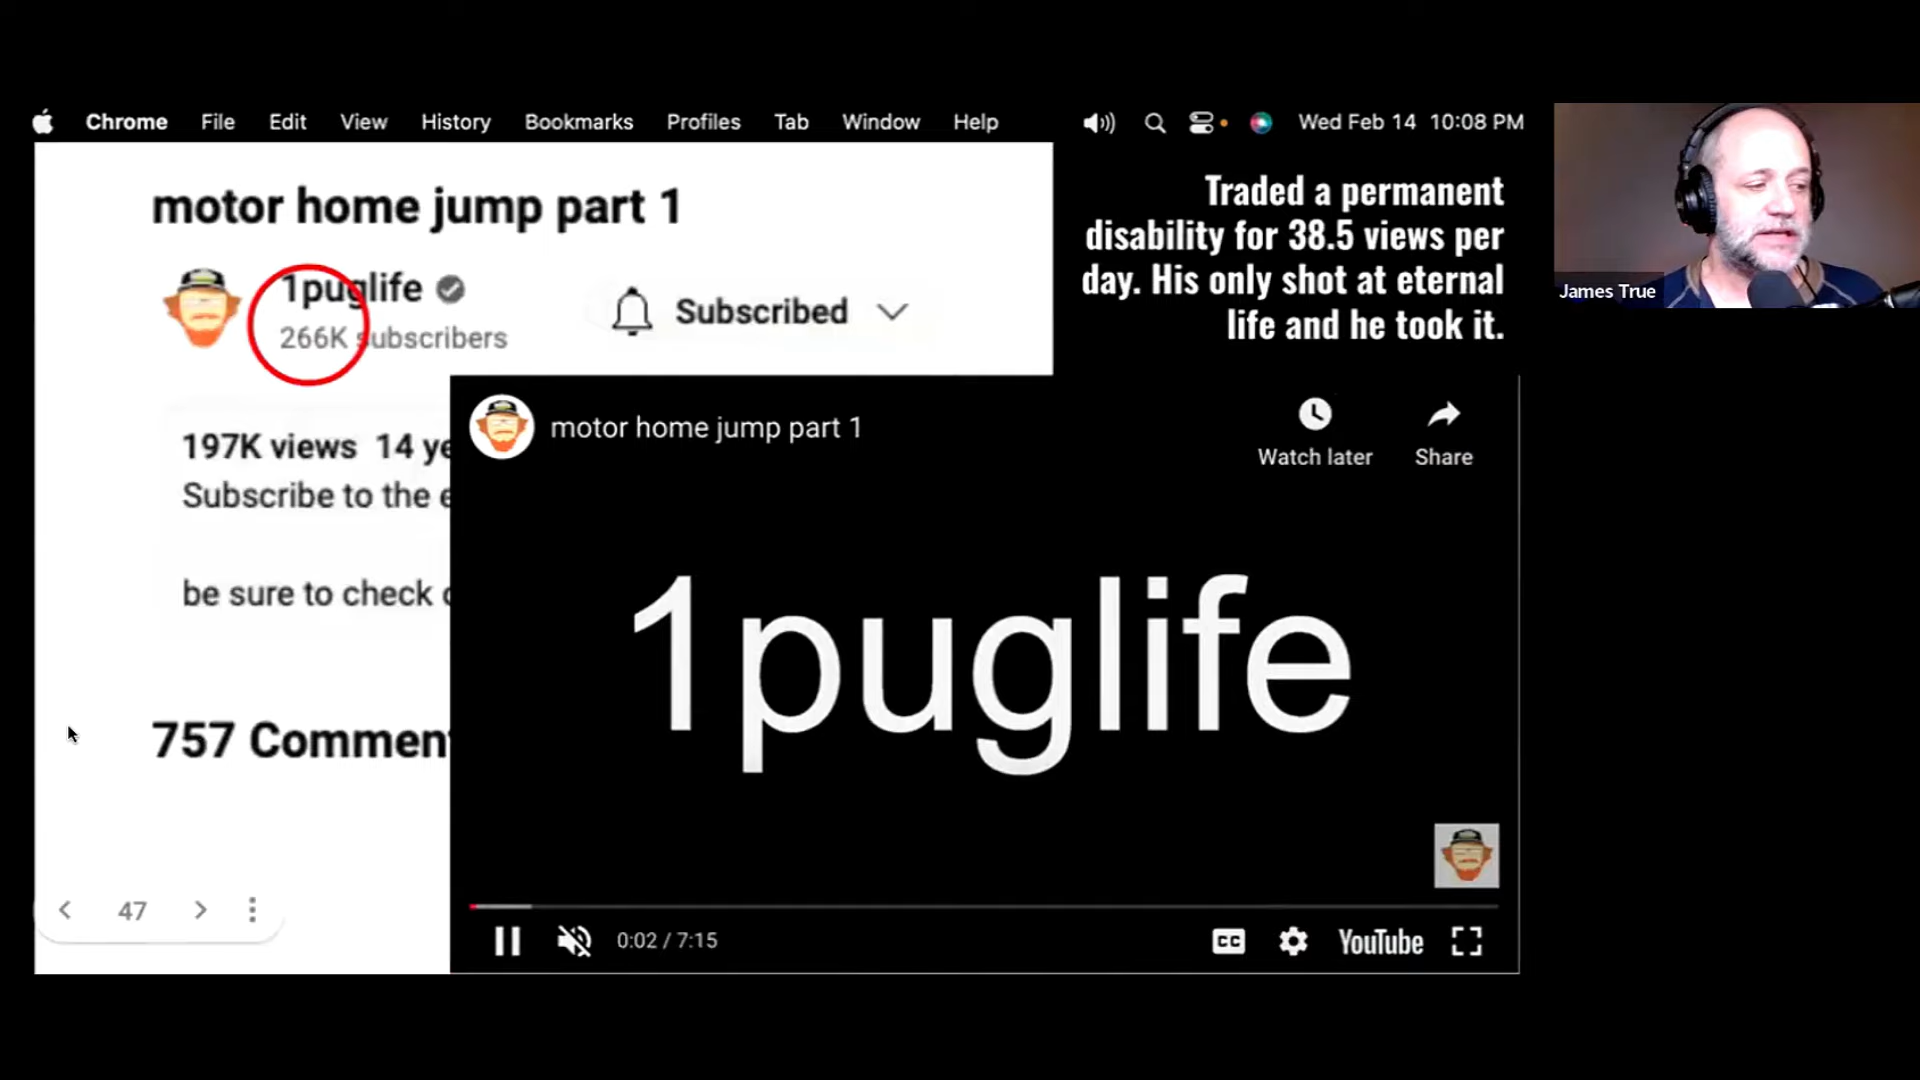 Chrome File Edit View History Bookmarks Profiles Tab Window Help Wed Feb 14 10:08 PM
motor home jump part 1
1puglife
266K subscribers
Subscribed
Traded a permanent
disability for 38.5 views per
day. His only shot at eternal
life and he took it.
James True
197K views 14 ye
Subscribe to the e
be sure to check
757 Commen
motor home jump part 1
Watch later
Share
1puglife
47
0:02 / 7:15
CC
YouTube